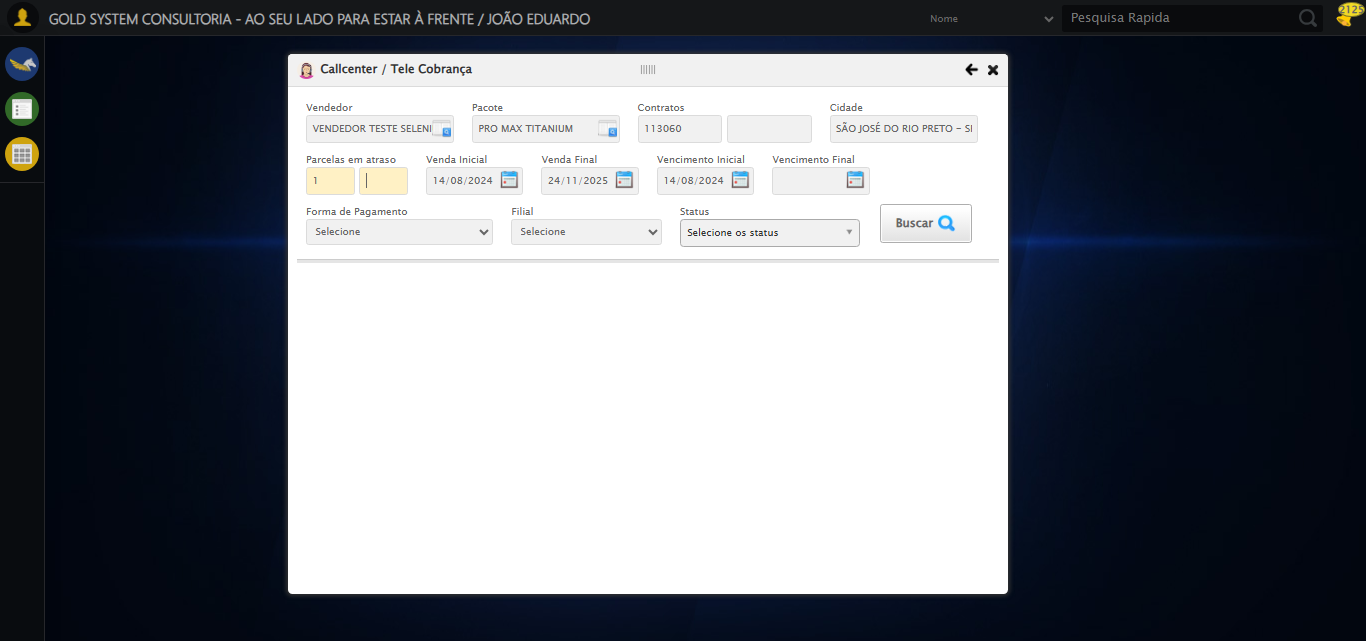 GOLD SYSTEM CONSULTORIA - AO SEU LADO PARA ESTAR À FRENTE / JOÃO EDUARDO
Nome
Pesquisa Rapida
2125
Callcenter / Tele Cobrança
Vendedor Pacote Contratos Cidade
VENDEDOR TESTE SELENI PRO MAX TITANIUM 113060 SÃO JOSÉ DO RIO PRETO - SI
Parcelas em atraso Venda Inicial Venda Final Vencimento Inicial Vencimento Final
1 14/08/2024 24/11/2025 14/08/2024
Forma de Pagamento Filial Status
Selecione Selecione Selecione os status Buscar